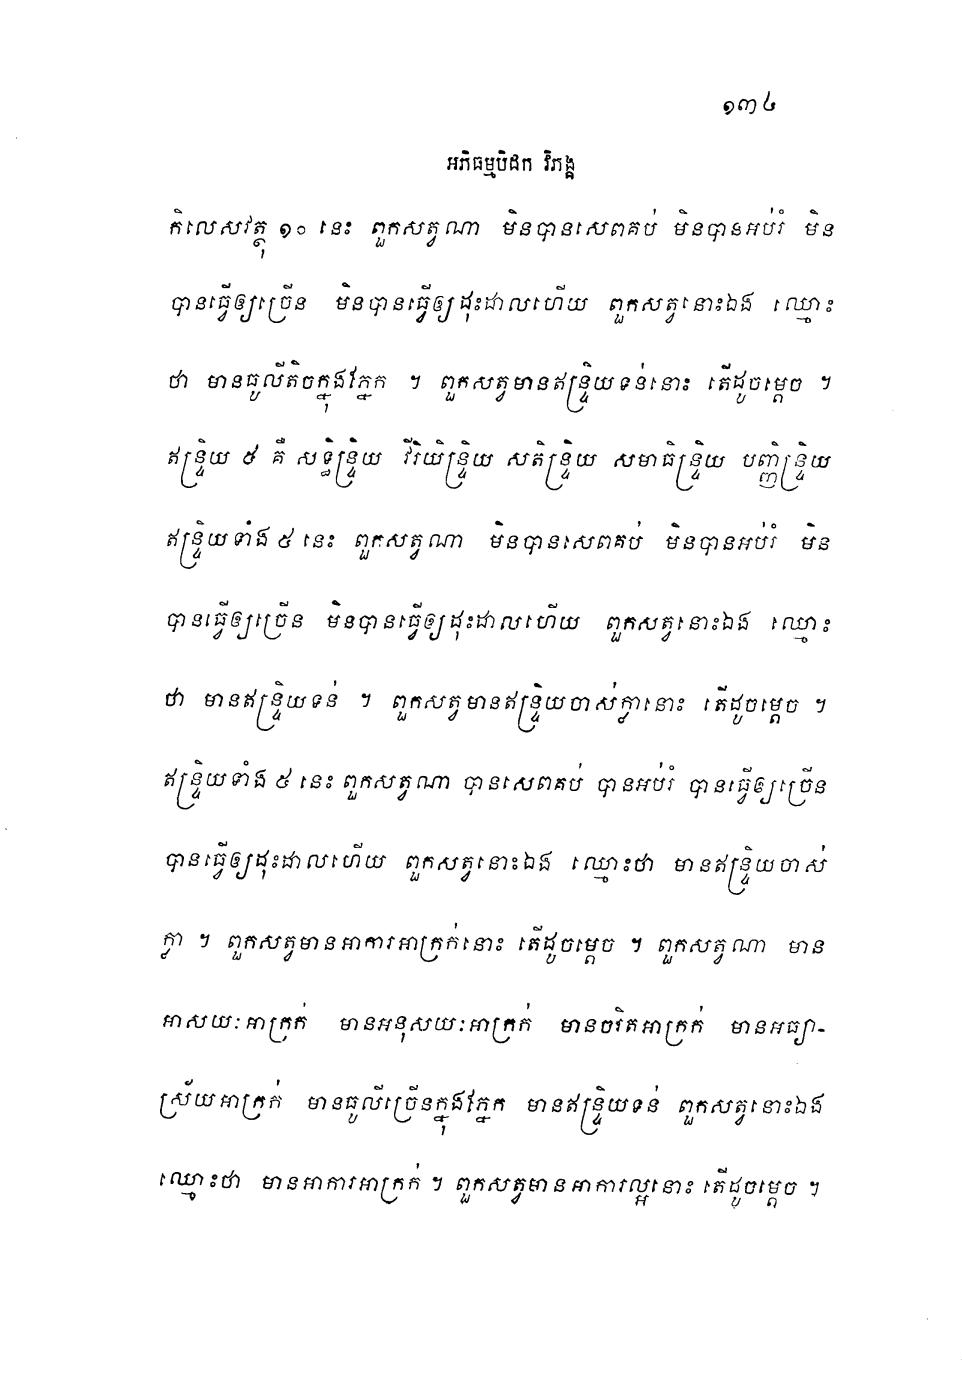 ១៣៤
អភិធម្មបិដក វិភង្គ
កិលេសវត្ថុ ១០ នេះ ពួកសត្វណា មិនបានសេពគប់ មិនបានអប់រំ មិន
បានធ្វើឲ្យច្រើន មិនបានធ្វើឲ្យដុះដាលហើយ ពួកសត្វនោះឯង ឈ្មោះ
ថា មានធូលីតិចក្នុងភ្នែក ។ ពួកសត្វមានឥន្ទ្រិយទន់នោះ តើដូចម្តេច ។
ឥន្ទ្រិយ ៥ គឺ សទ្ធិន្ទ្រិយ វីរិយិន្ទ្រិយ សតិន្ទ្រិយ សមាធិន្ទ្រិយ បញ្ញិន្ទ្រិយ
ឥន្ទ្រិយទាំង ៥ នេះ ពួកសត្វណា មិនបានសេពគប់ មិនបានអប់រំ មិន
បានធ្វើឲ្យច្រើន មិនបានធ្វើឲ្យដុះដាលហើយ ពួកសត្វនោះឯង ឈ្មោះ
ថា មានឥន្ទ្រិយទន់ ។ ពួកសត្វមានឥន្ទ្រិយចាស់ក្លានោះ តើដូចម្តេច ។
ឥន្ទ្រិយទាំង ៥ នេះ ពួកសត្វណា បានសេពគប់ បានអប់រំ បានធ្វើឲ្យច្រើន
បានធ្វើឲ្យដុះដាលហើយ ពួកសត្វនោះឯង ឈ្មោះថា មានឥន្ទ្រិយចាស់
ក្លា ។ ពួកសត្វមានអាការអាក្រក់នោះ តើដូចម្តេច ។ ពួកសត្វណា មាន
អាសយៈអាក្រក់ មានអនុសយៈអាក្រក់ មានចរិតអាក្រក់ មានអធ្យា-
ស្រ័យអាក្រក់ មានធូលីច្រើនក្នុងភ្នែក មានឥន្ទ្រិយទន់ ពួកសត្វនោះឯង
ឈ្មោះថា មានអាការអាក្រក់ ។ ពួកសត្វមានអាការល្អនោះ តើដូចម្តេច ។